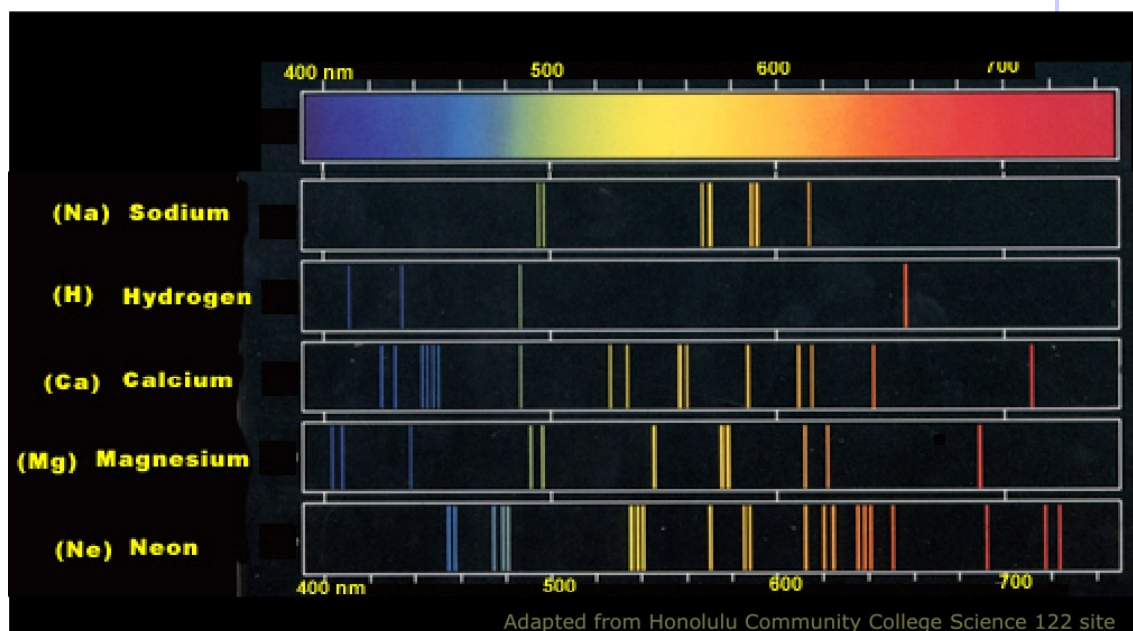 400 nm 500 600 700
(Na) Sodium
(H) Hydrogen
(Ca) Calcium
(Mg) Magnesium
(Ne) Neon
400 nm 500 600 700
Adapted from Honolulu Community College Science 122 site